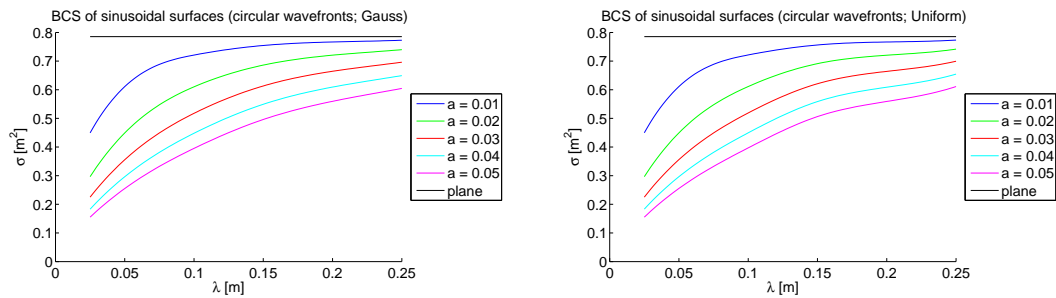 BCS of sinusoidal surfaces (circular wavefronts; Gauss)
0.8
0.7
0.6
0.5
0.4
0.3
0.2
0.1
0
σ [m²]
0 0.05 0.1 0.15 0.2 0.25
λ [m]
a = 0.01
a = 0.02
a = 0.03
a = 0.04
a = 0.05
plane
BCS of sinusoidal surfaces (circular wavefronts; Uniform)
0.8
0.7
0.6
0.5
0.4
0.3
0.2
0.1
0
σ [m²]
0 0.05 0.1 0.15 0.2 0.25
λ [m]
a = 0.01
a = 0.02
a = 0.03
a = 0.04
a = 0.05
plane